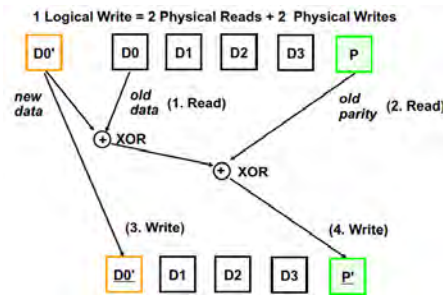 1 Logical Write = 2 Physical Reads + 2 Physical Writes
D0' D0 D1 D2 D3 P
new data
old data
(1. Read)
old parity
(2. Read)
+ XOR
+ XOR
(3. Write)
(4. Write)
D0' D1 D2 D3 P'